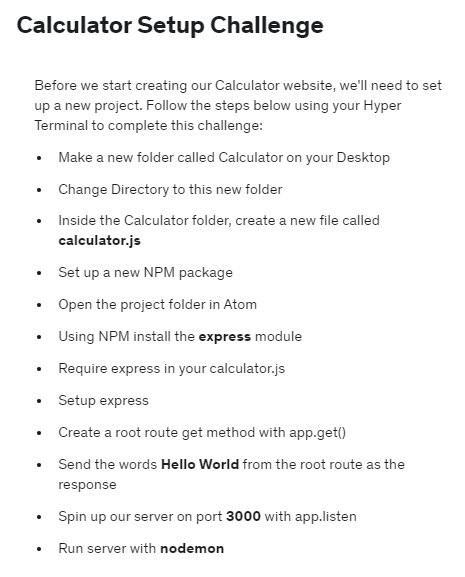 Calculator Setup Challenge
Before we start creating our Calculator website, we'll need to set
up a new project. Follow the steps below using your Hyper
Terminal to complete this challenge:
• Make a new folder called Calculator on your Desktop
• Change Directory to this new folder
• Inside the Calculator folder, create a new file called
calculator.js
• Set up a new NPM package
• Open the project folder in Atom
• Using NPM install the express module
• Require express in your calculator.js
• Setup express
• Create a root route get method with app.get()
• Send the words Hello World from the root route as the
response
• Spin up our server on port 3000 with app.listen
• Run server with nodemon